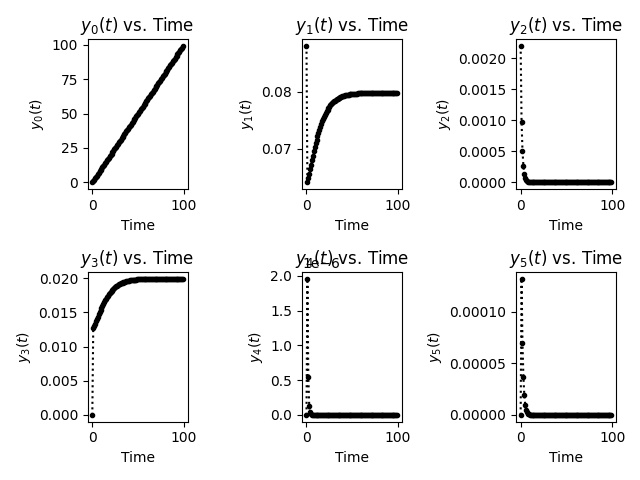 y₀(t) vs. Time
y₁(t) vs. Time
y₂(t) vs. Time
100
75
50
25
0
y₀(t)
0 100
Time
0.08
0.07
y₁(t)
0 100
Time
0.0020
0.0015
0.0010
0.0005
0.0000
y₂(t)
0 100
Time
y₃(t) vs. Time
y₄(t) vs. Time
y₅(t) vs. Time
0.020
0.015
0.010
0.005
0.000
y₃(t)
0 100
Time
1e−6
2.0
1.5
1.0
0.5
0.0
y₄(t)
0 100
Time
0.00010
0.00005
0.00000
y₅(t)
0 100
Time